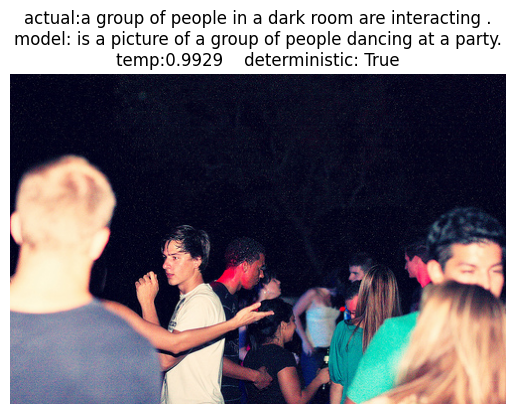 actual:a group of people in a dark room are interacting .
model: is a picture of a group of people dancing at a party.
temp:0.9929    deterministic: True